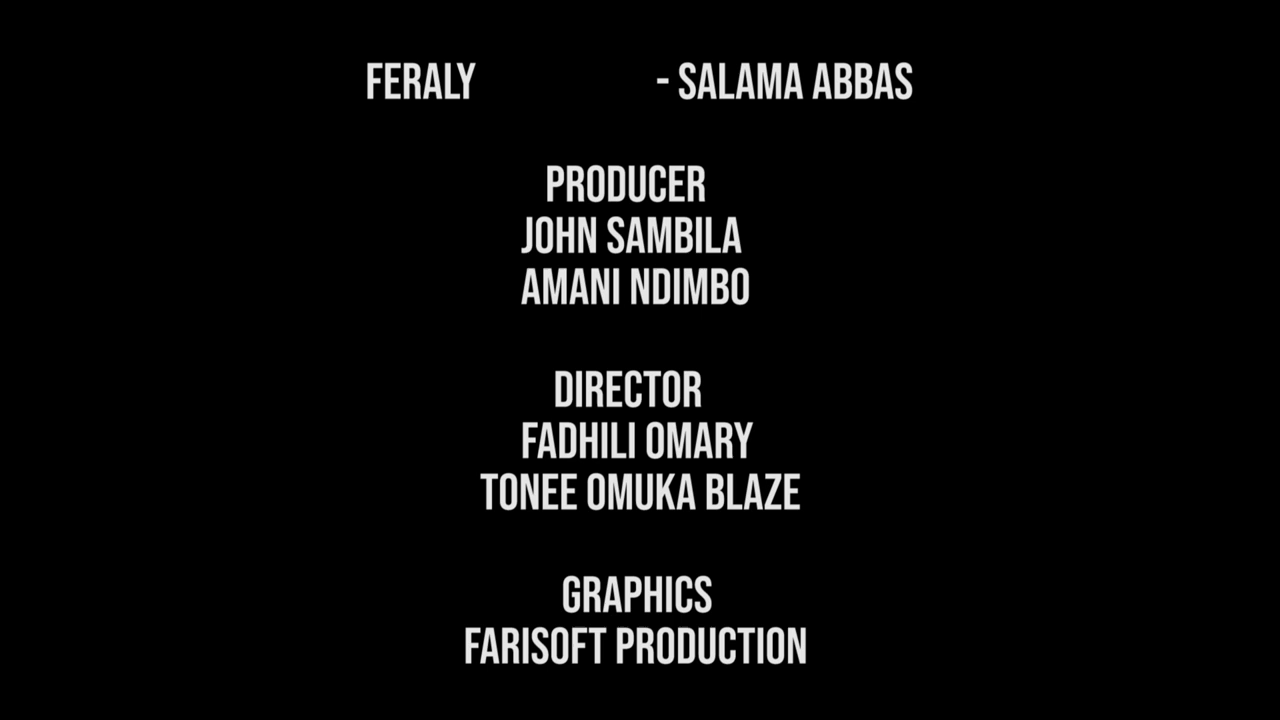 FERALY - SALAMA ABBAS
PRODUCER
JOHN SAMBILA
AMANI NDIMBO
DIRECTOR
FADHILI OMARY
TONEE OMUKA BLAZE
GRAPHICS
FARISOFT PRODUCTION